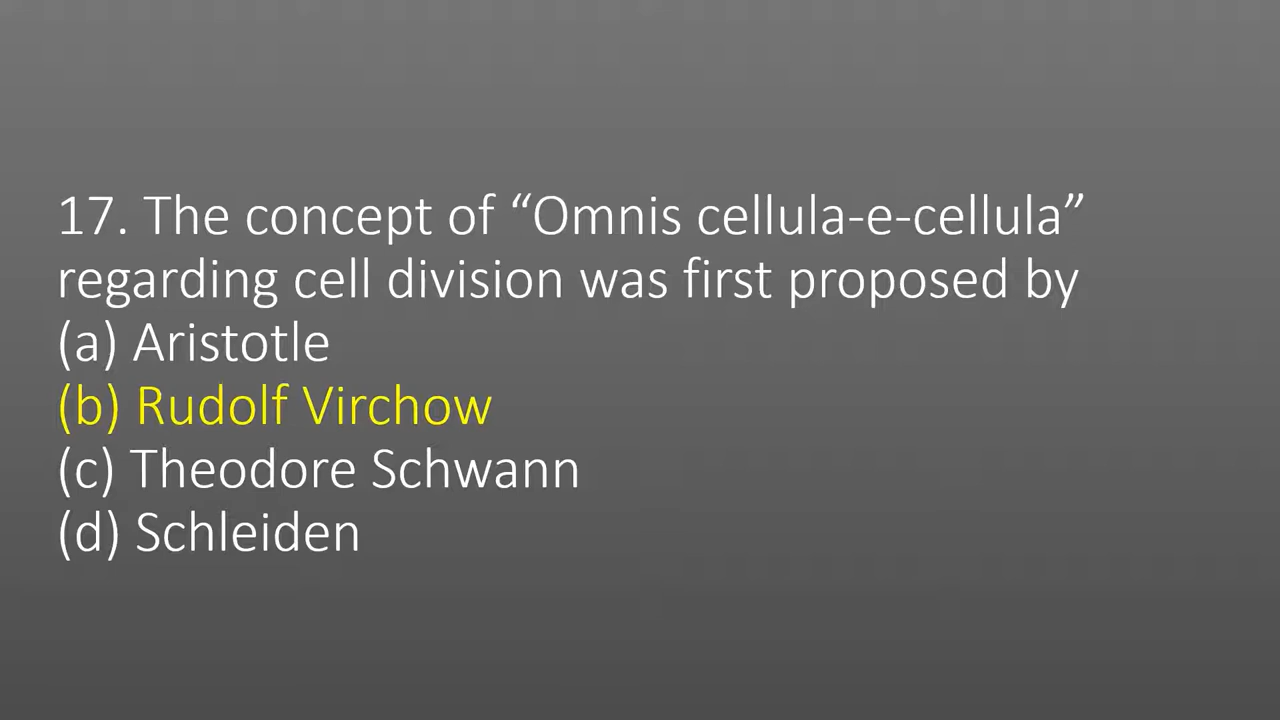 17. The concept of “Omnis cellula-e-cellula”
regarding cell division was first proposed by
(a) Aristotle
(b) Rudolf Virchow
(c) Theodore Schwann
(d) Schleiden